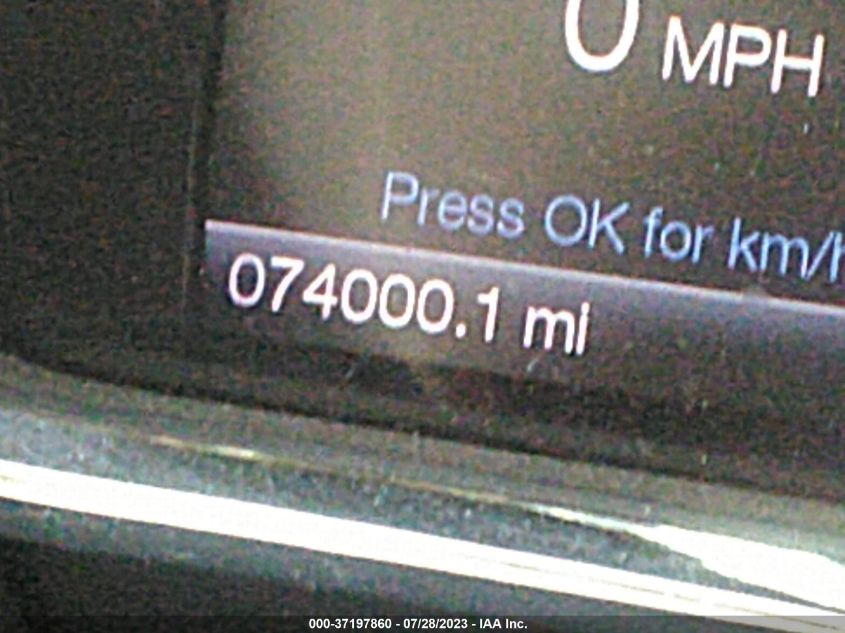 0 MPH
Press OK for km/h
074000.1 mi
000-37197860 - 07/28/2023 - IAA Inc.